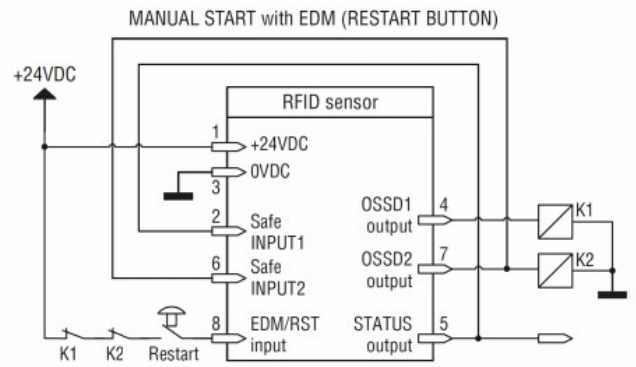 MANUAL START with EDM (RESTART BUTTON)
+24VDC
RFID sensor
1
+24VDC
0VDC
3
2
Safe
INPUT1
6
Safe
INPUT2
8
EDM/RST
input
OSSD1
output
4
K1
OSSD2
output
7
K2
STATUS
output
5
K1
K2
Restart